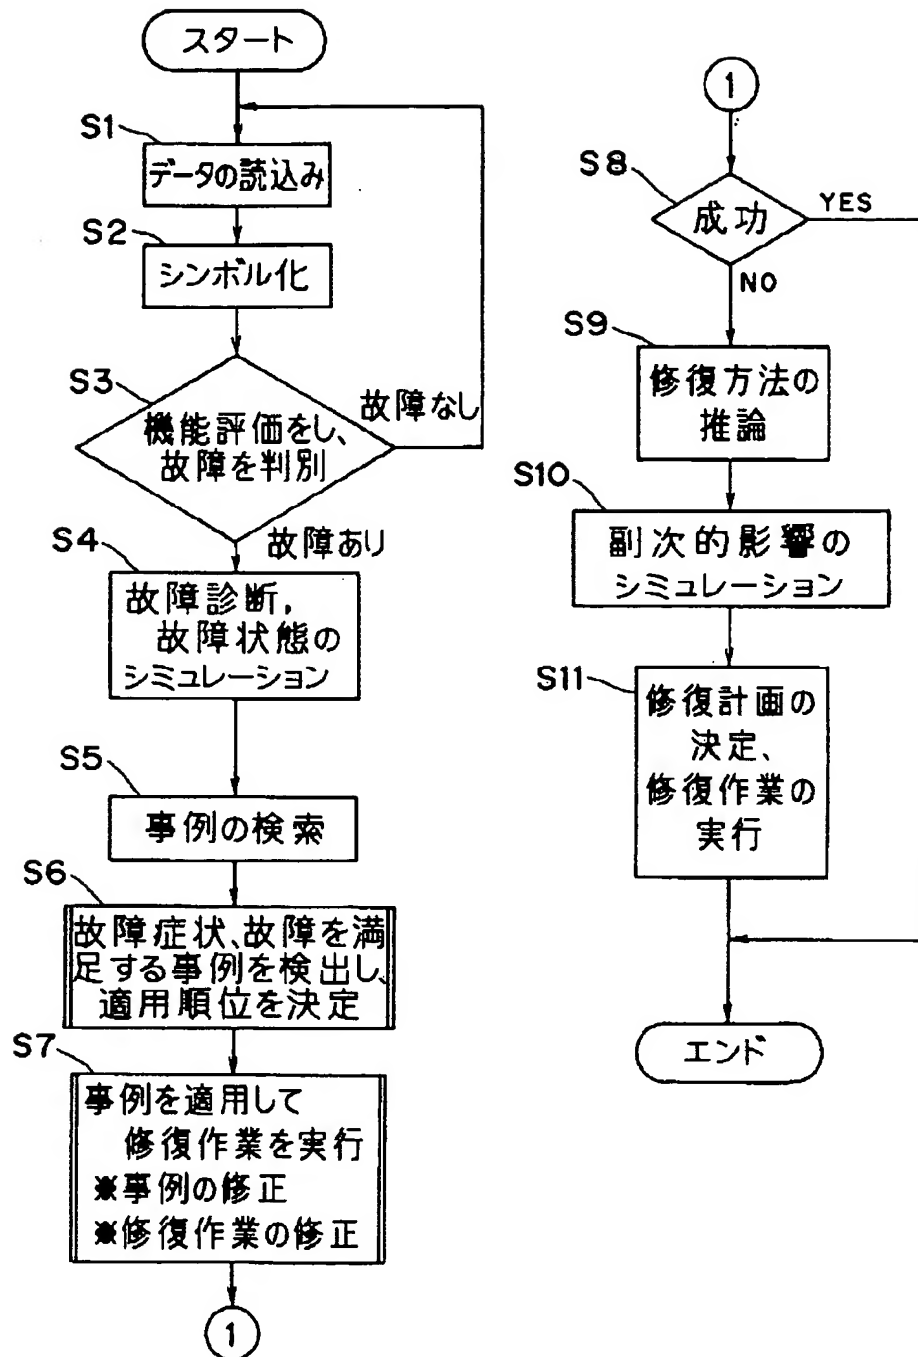 スタート
S1
データの読込み
S2
シンボル化
S3
機能評価をし、
故障を判別
故障なし
故障あり
S4
故障診断,
故障状態の
シミュレーション
S5
事例の検索
S6
故障症状、故障を満
足する事例を検出し、
適用順位を決定
S7
事例を適用して
修復作業を実行
※事例の修正
※修復作業の修正
1
1
S8
成功
YES
NO
S9
修復方法の
推論
S10
副次的影響の
シミュレーション
S11
修復計画の
決定、
修復作業の
実行
エンド